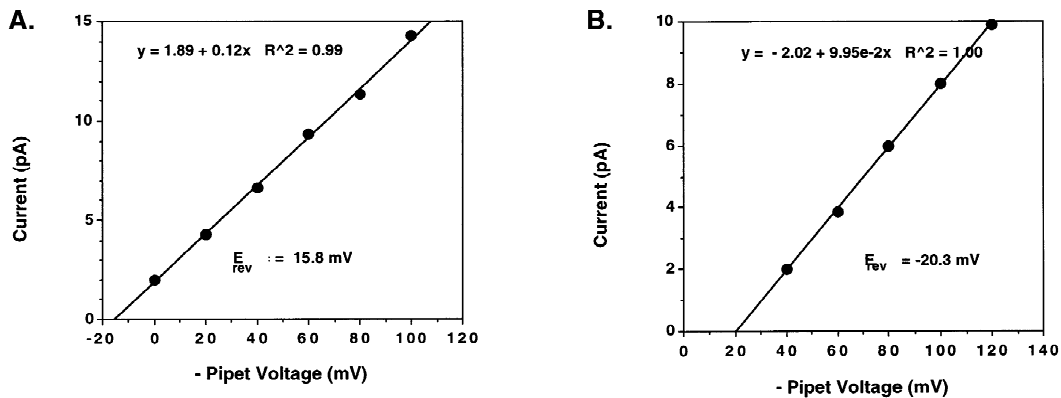 A.
y = 1.89 + 0.12x R^2 = 0.99
15
10
5
0
Current (pA)
E rev := 15.8 mV
-20 0 20 40 60 80 100 120
- Pipet Voltage (mV)
B.
y = - 2.02 + 9.95e-2x R^2 = 1.00
10
8
6
4
2
0
Current (pA)
E rev = -20.3 mV
0 20 40 60 80 100 120 140
- Pipet Voltage (mV)